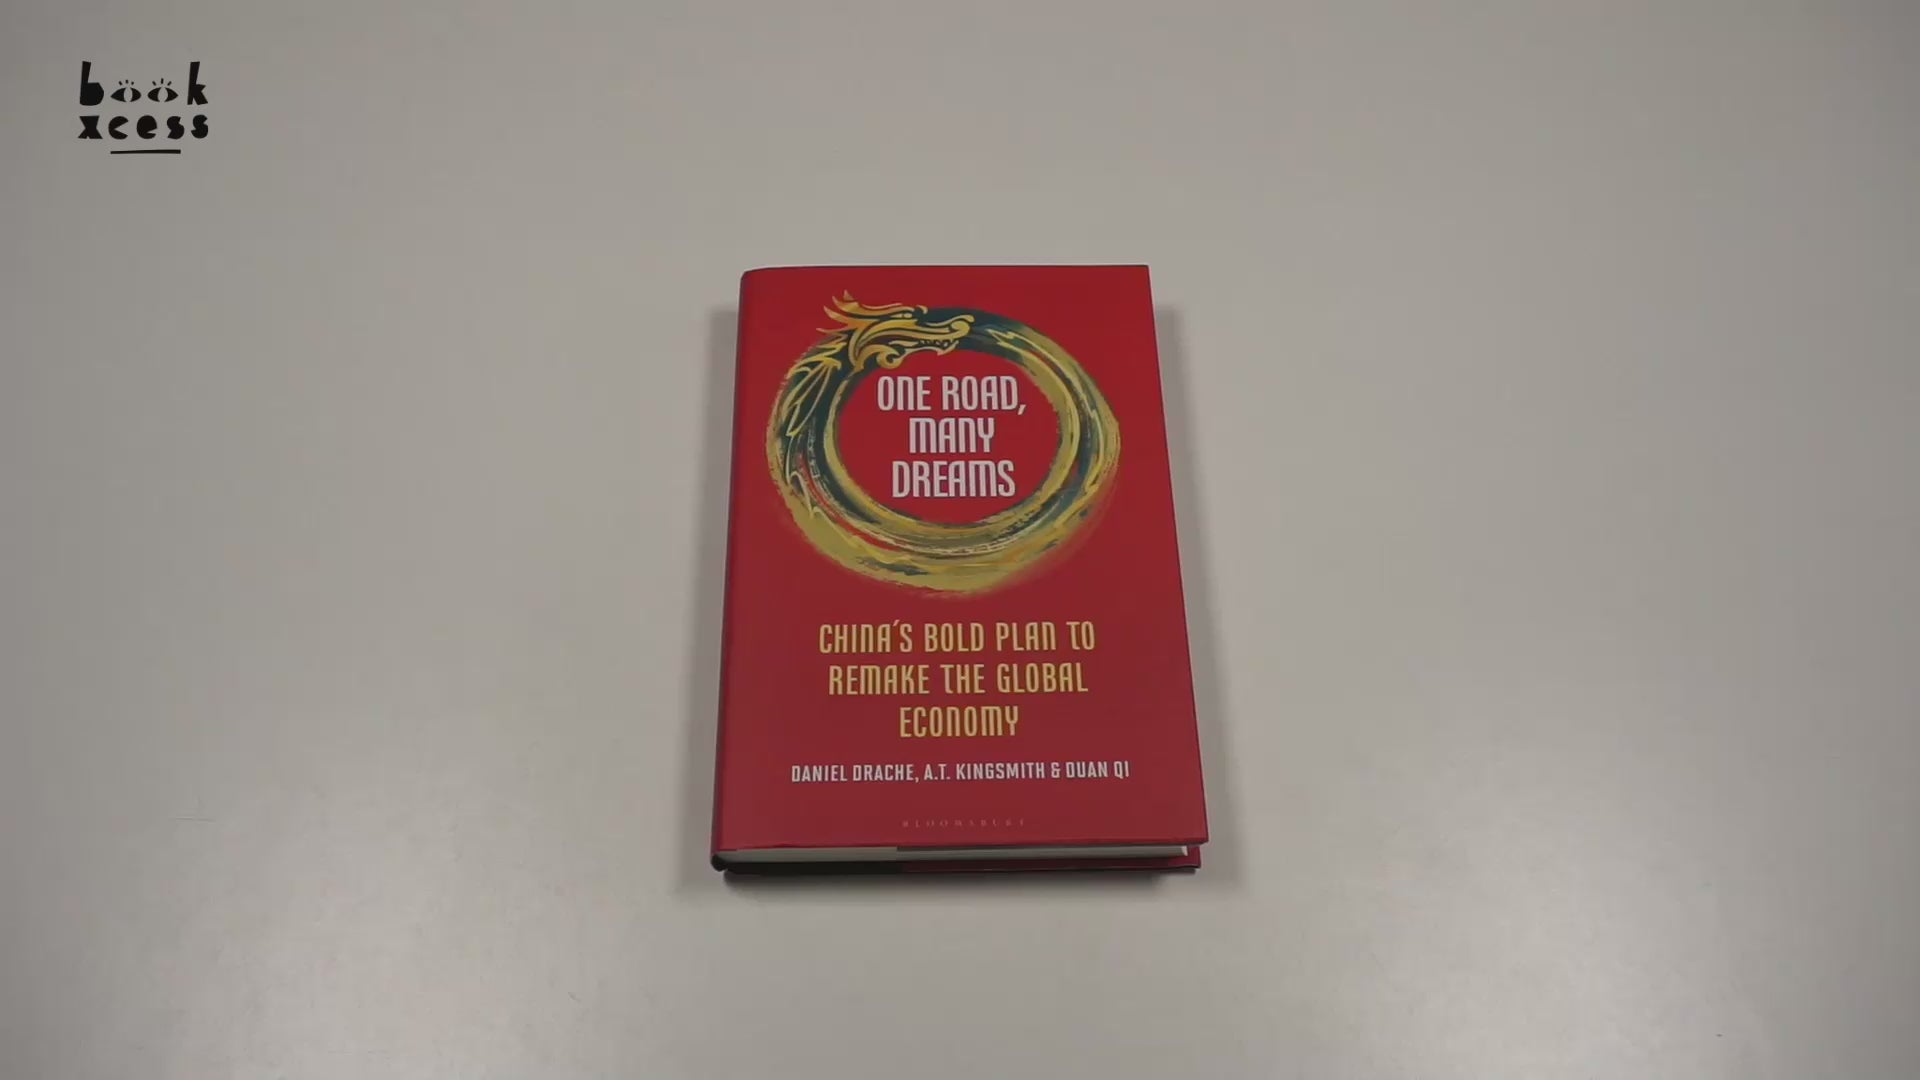 book
xcess
ONE ROAD,
MANY
DREAMS
CHINA'S BOLD PLAN TO
REMAKE THE GLOBAL
ECONOMY
DANIEL DRACHE, A.T. KINGSMITH & DUAN QI
BLOOMSBURY